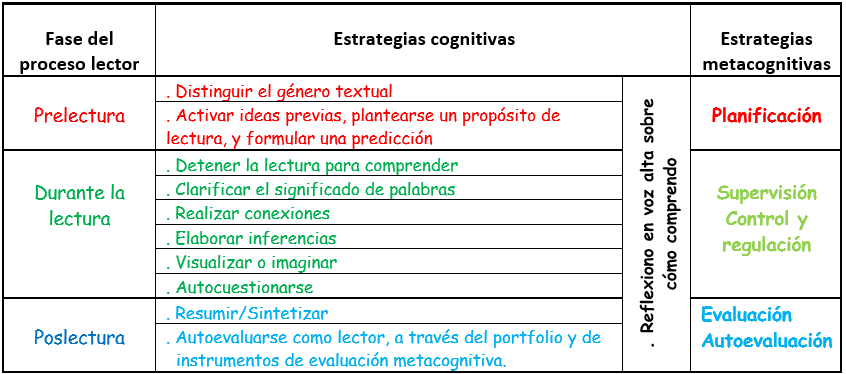 Fase del
proceso lector
Estrategias cognitivas
Estrategias
metacognitivas
Prelectura
. Distinguir el género textual
. Activar ideas previas, plantearse un propósito de
lectura, y formular una predicción
Planificación
Durante la
lectura
. Detener la lectura para comprender
. Clarificar el significado de palabras
. Realizar conexiones
. Elaborar inferencias
. Visualizar o imaginar
. Autocuestionarse
Supervisión
Control y
regulación
Poslectura
. Resumir/Sintetizar
. Autoevaluarse como lector, a través del portfolio y de
instrumentos de evaluación metacognitiva.
. Reflexiono en voz alta sobre
cómo comprendo
Evaluación
Autoevaluación